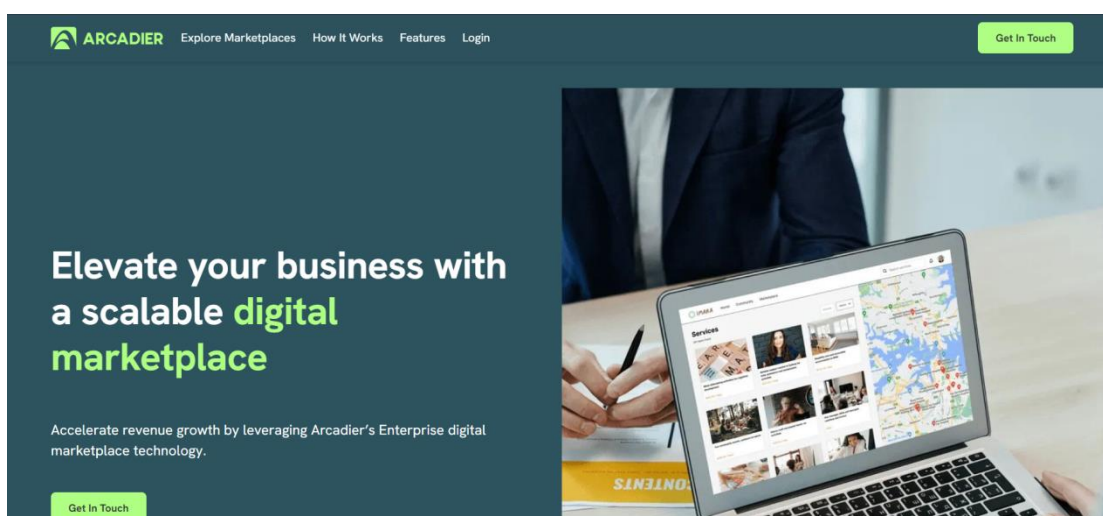 ARCADIER Explore Marketplaces How It Works Features Login Get In Touch
Elevate your business with
a scalable digital
marketplace
Accelerate revenue growth by leveraging Arcadier's Enterprise digital
marketplace technology.
Get In Touch
Services
CONTENTS